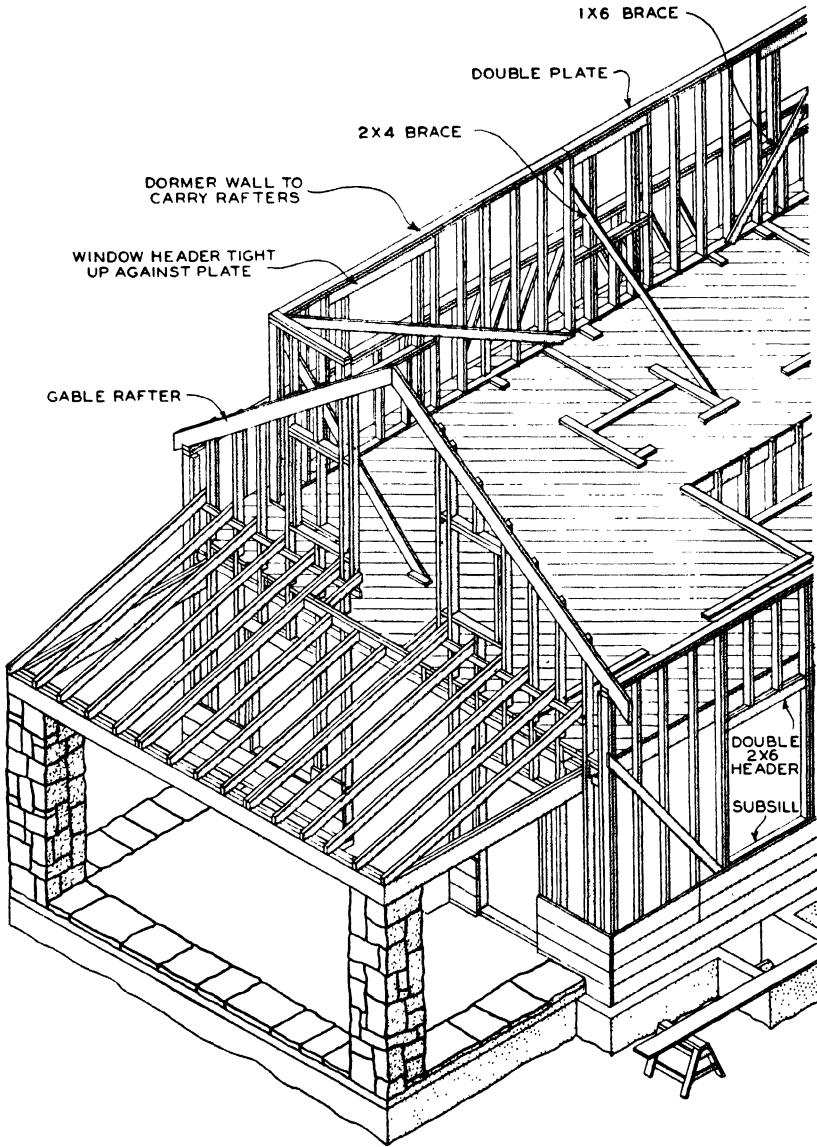 1X6 BRACE
DOUBLE PLATE
2X4 BRACE
DORMER WALL TO
CARRY RAFTERS
WINDOW HEADER TIGHT
UP AGAINST PLATE
GABLE RAFTER
DOUBLE
2X6
HEADER
SUBSILL